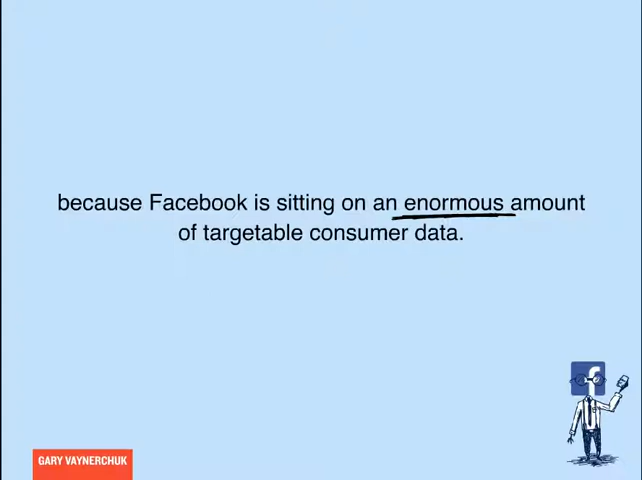 because Facebook is sitting on an enormous amount
of targetable consumer data.
f
GARY VAYNERCHUK